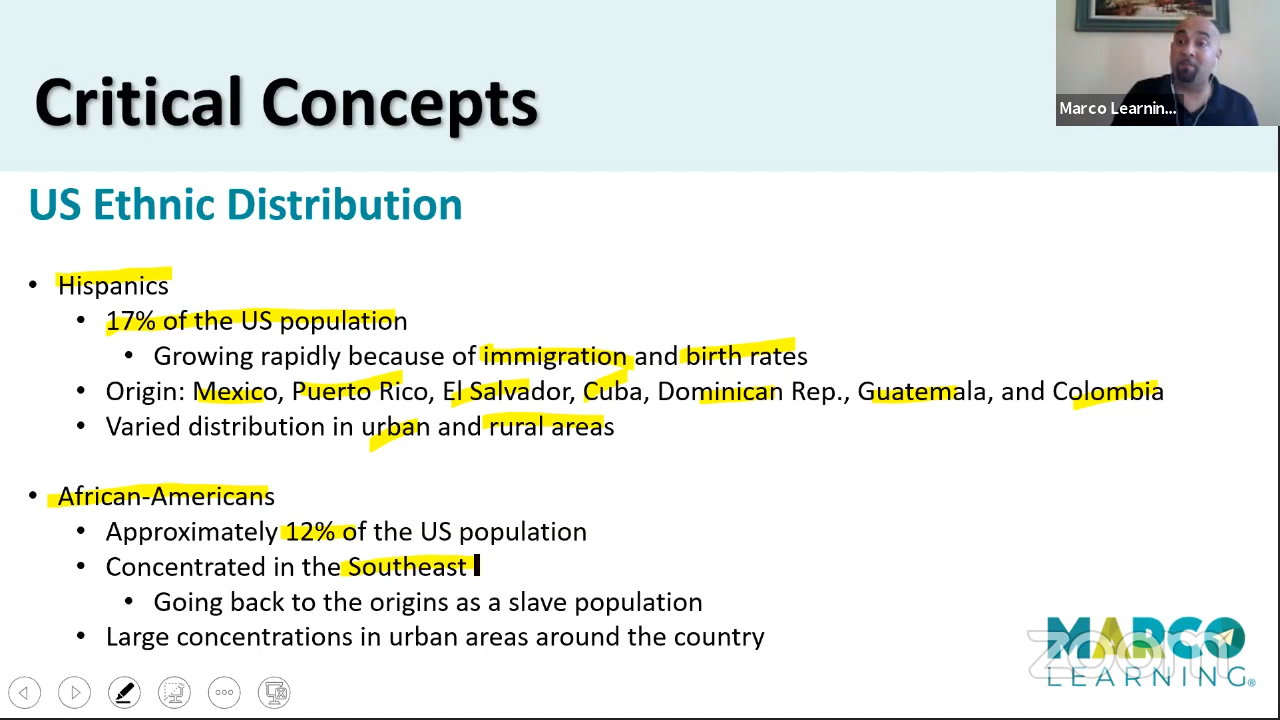 Critical Concepts
Marco Learnin...
US Ethnic Distribution
• Hispanics
• 17% of the US population
• Growing rapidly because of immigration and birth rates
• Origin: Mexico, Puerto Rico, El Salvador, Cuba, Dominican Rep., Guatemala, and Colombia
• Varied distribution in urban and rural areas
• African-Americans
• Approximately 12% of the US population
• Concentrated in the Southeast
• Going back to the origins as a slave population
• Large concentrations in urban areas around the country
MARCO
LEARNING®
zoom